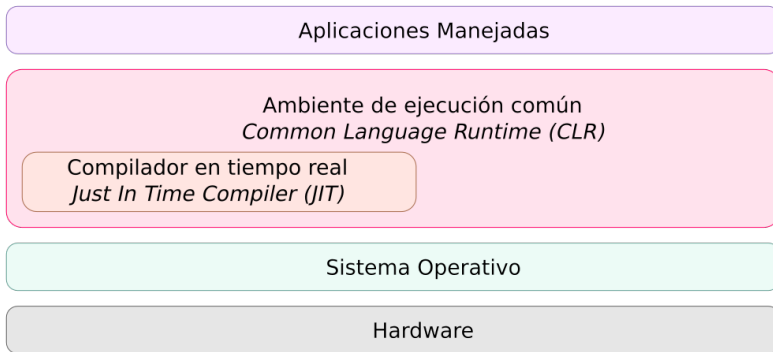 Aplicaciones Manejadas
Ambiente de ejecución común
Common Language Runtime (CLR)
Compilador en tiempo real
Just In Time Compiler (JIT)
Sistema Operativo
Hardware